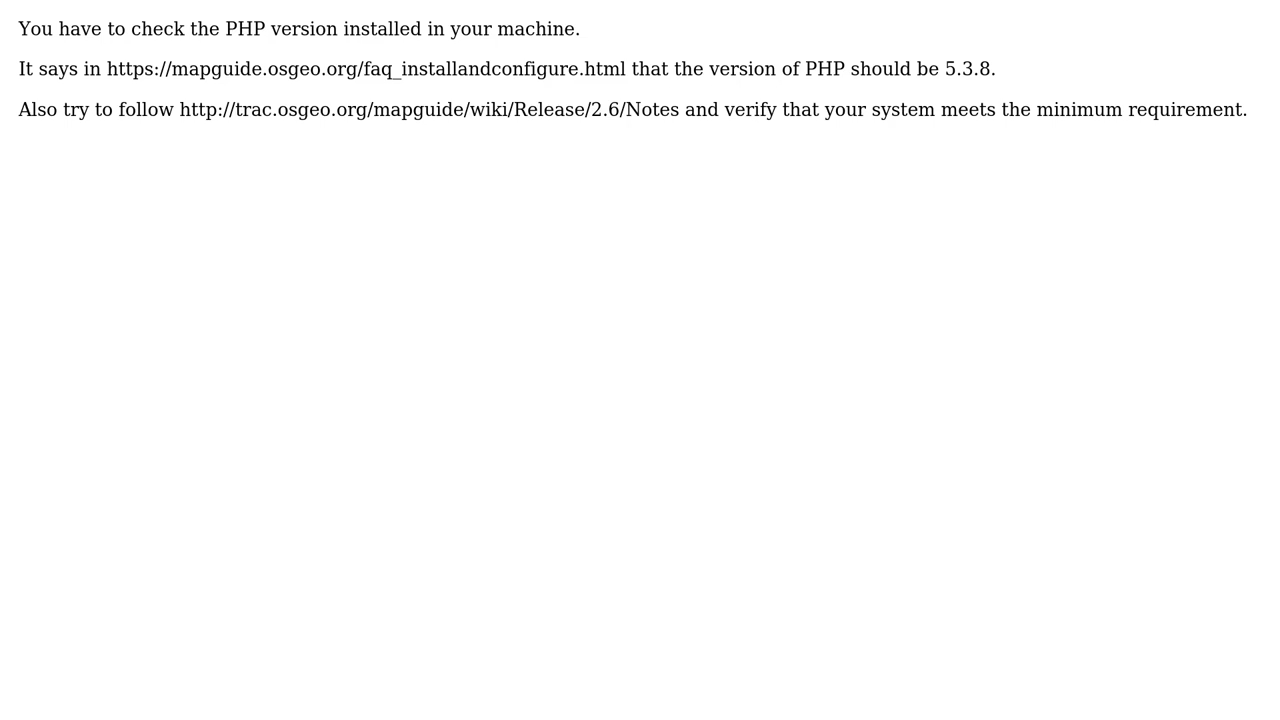 You have to check the PHP version installed in your machine.
It says in https://mapguide.osgeo.org/faq_installandconfigure.html that the version of PHP should be 5.3.8.
Also try to follow http://trac.osgeo.org/mapguide/wiki/Release/2.6/Notes and verify that your system meets the minimum requirement.